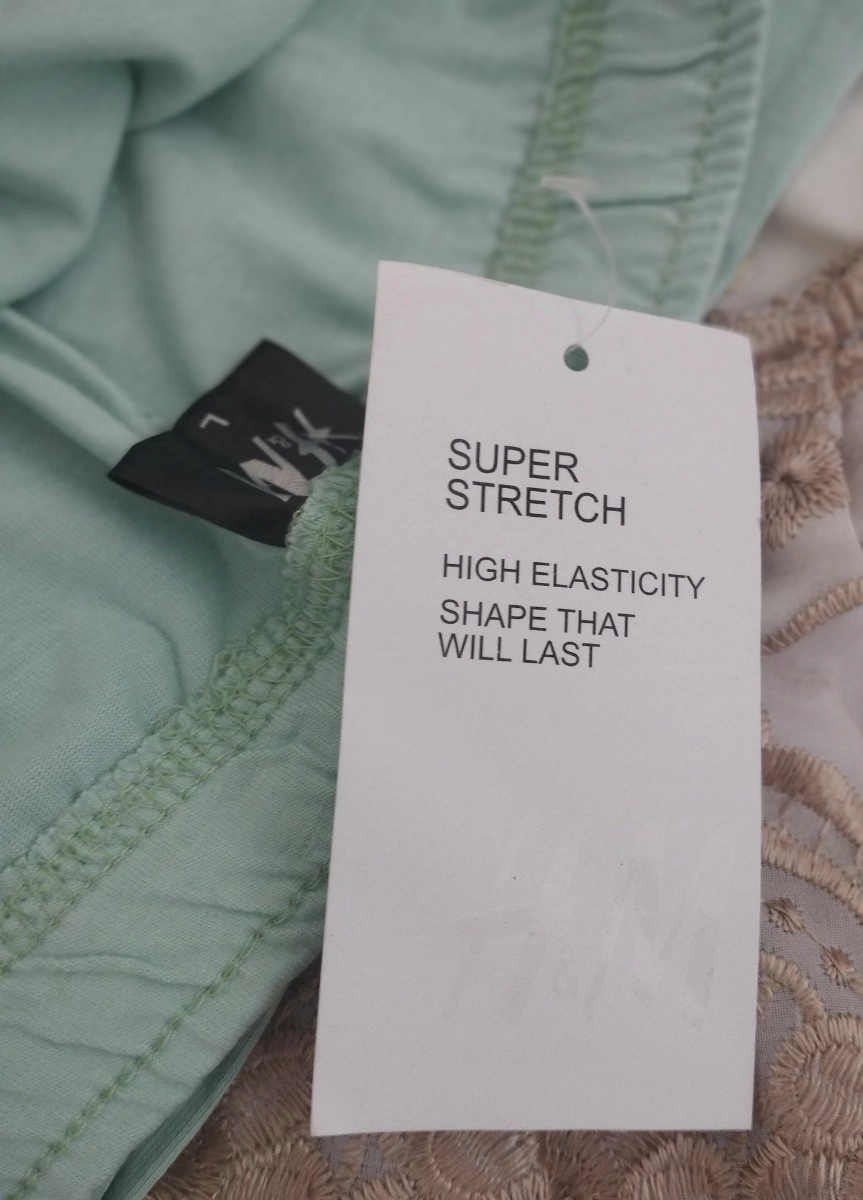 SUPER
STRETCH
HIGH ELASTICITY
SHAPE THAT
WILL LAST
L